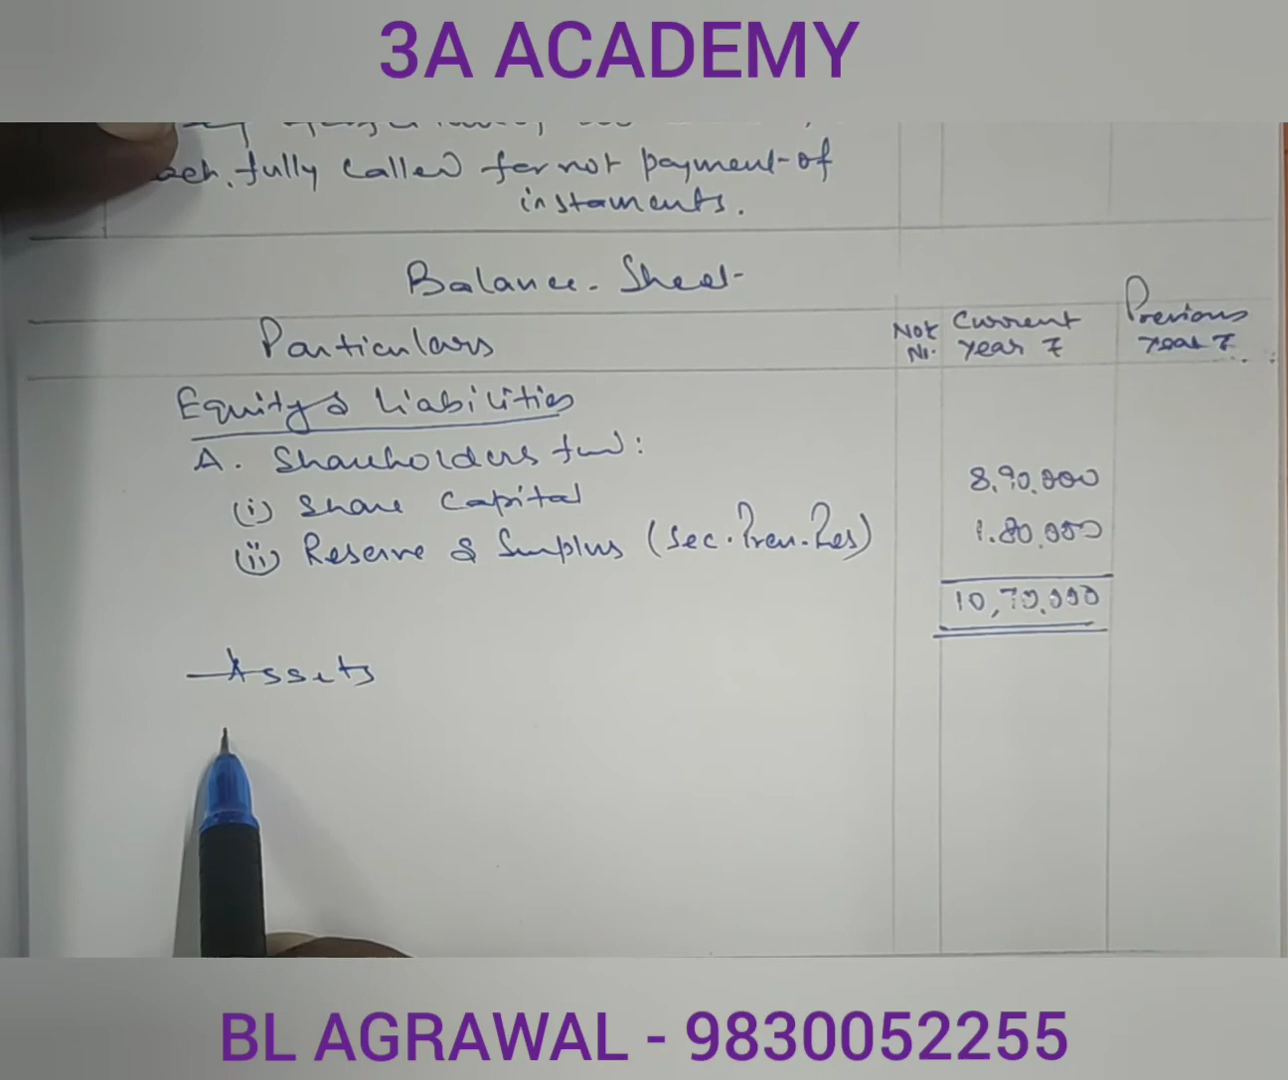 3A ACADEMY
each, fully called for not payment of
instaments.
Balance. Sheet
Particulars
Not No. Current year ₹
Previous year ₹
Equity & Liabilities
A. Shareholders fund:
(i) Share Capital 8,90,000
(ii) Reserve & Surplus (Sec. Prem. Res) 1,80,000
10,70,000
Assets
BL AGRAWAL - 9830052255